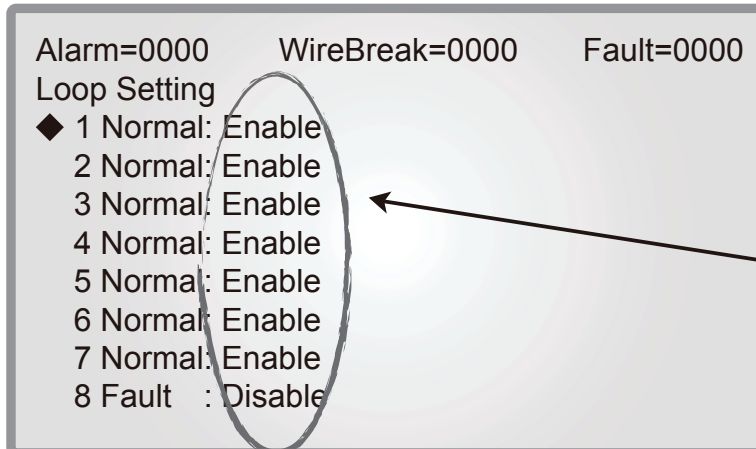 Alarm=0000 WireBreak=0000 Fault=0000
Loop Setting
◆ 1 Normal: Enable
2 Normal: Enable
3 Normal: Enable
4 Normal: Enable
5 Normal: Enable
6 Normal: Enable
7 Normal: Enable
8 Fault : Disable